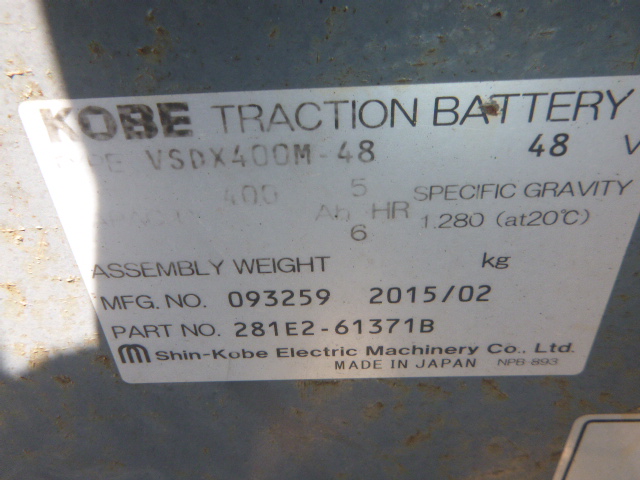 KOBE TRACTION BATTERY
VSDX400M-48 48 V
400 5 SPECIFIC GRAVITY
Ah HR 1.280 (at20℃)
6
ASSEMBLY WEIGHT kg
MFG. NO. 093259 2015/02
PART NO. 281E2-61371B
Shin-Kobe Electric Machinery Co., Ltd.
MADE IN JAPAN NPB-893